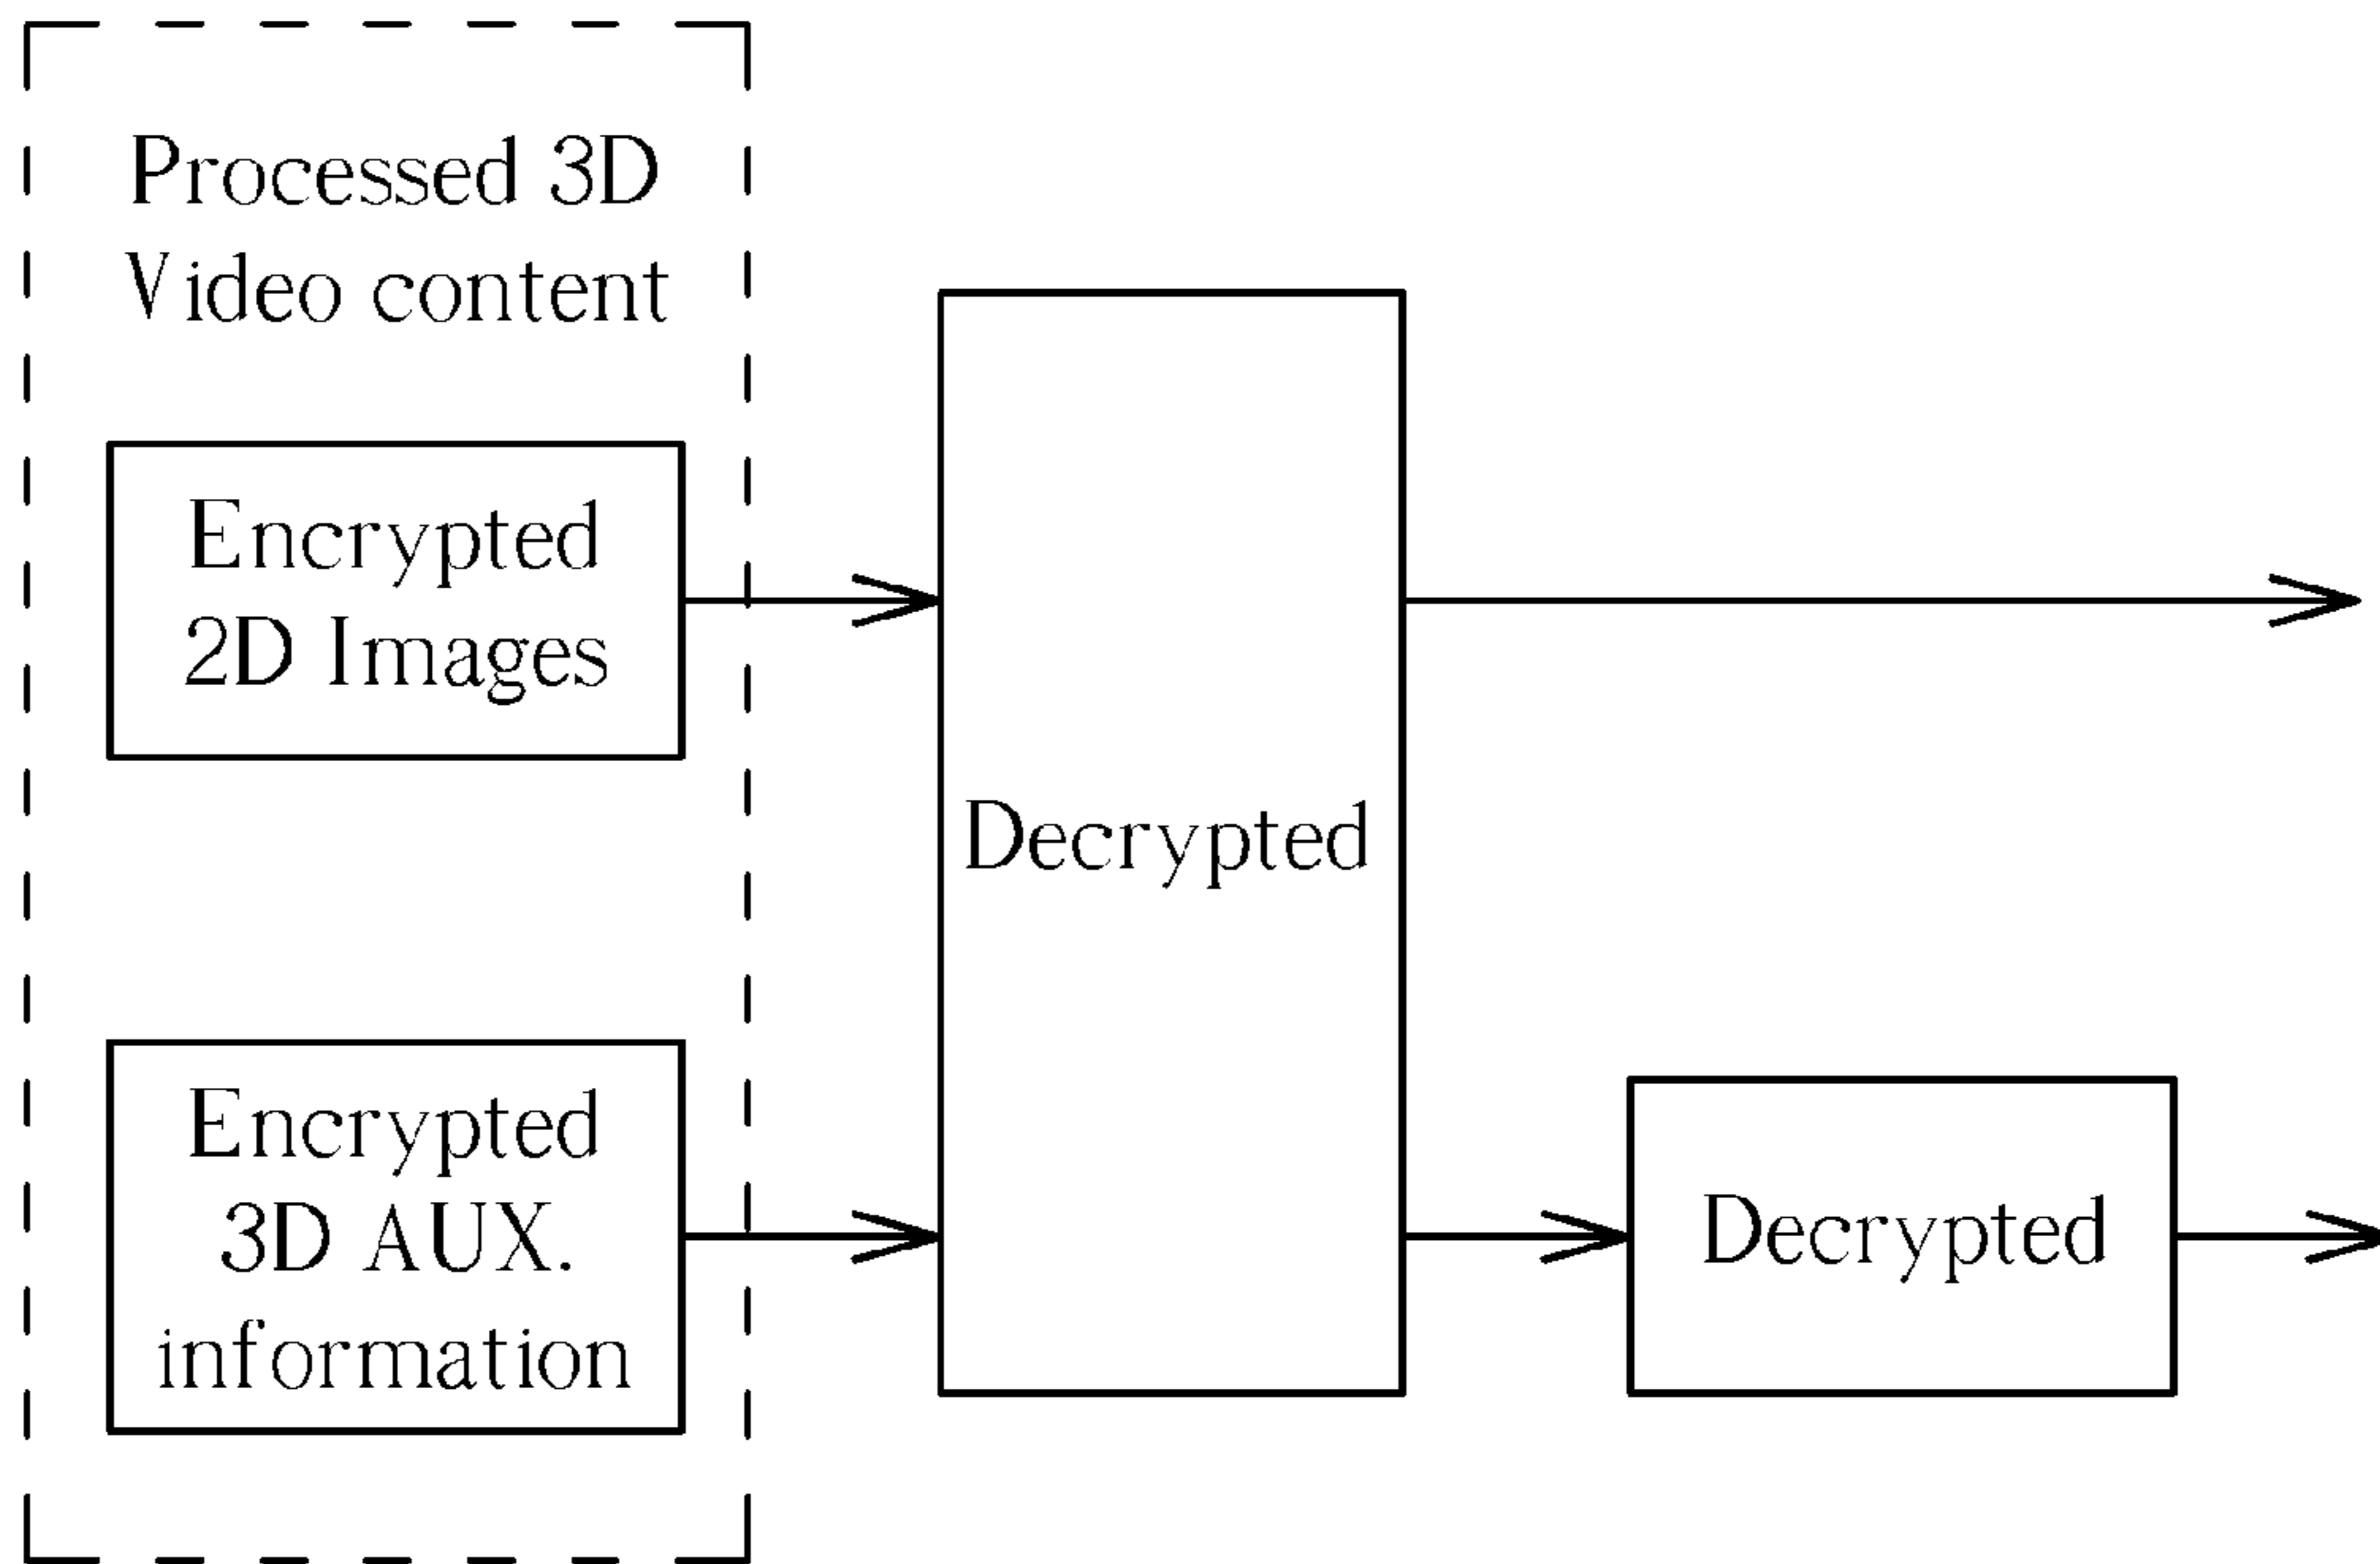 Processed 3D
Video content
Encrypted
2D Images
Decrypted
Encrypted
3D AUX.
information
Decrypted